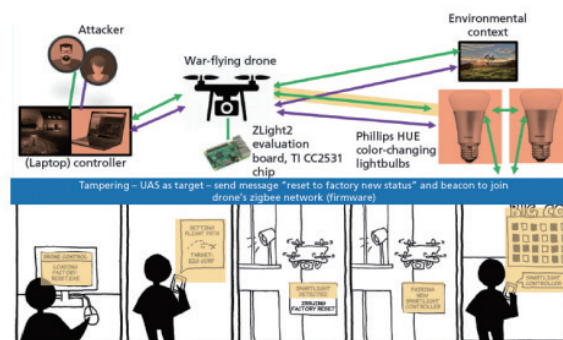 Attacker
War-flying drone
Environmental
context
(Laptop) controller
ZLight2
evaluation
board, TI CC2531
chip
Phillips HUE
color-changing
lightbulbs
Tampering – UAS as target – send message "reset to factory new status" and beacon to join
drone's zigbee network (firmware)
DRONE CONTROL
LOADING
FACTORY
RESET.EXE
SETTING
FLIGHT PATH
TARGET:
SMARTLIGHT
DETECTED
ISSUING
FACTORY RESET
PAIRING
NEW
SMARTLIGHT
CONTROLLER
SMARTLIGHT
CONTROLLER